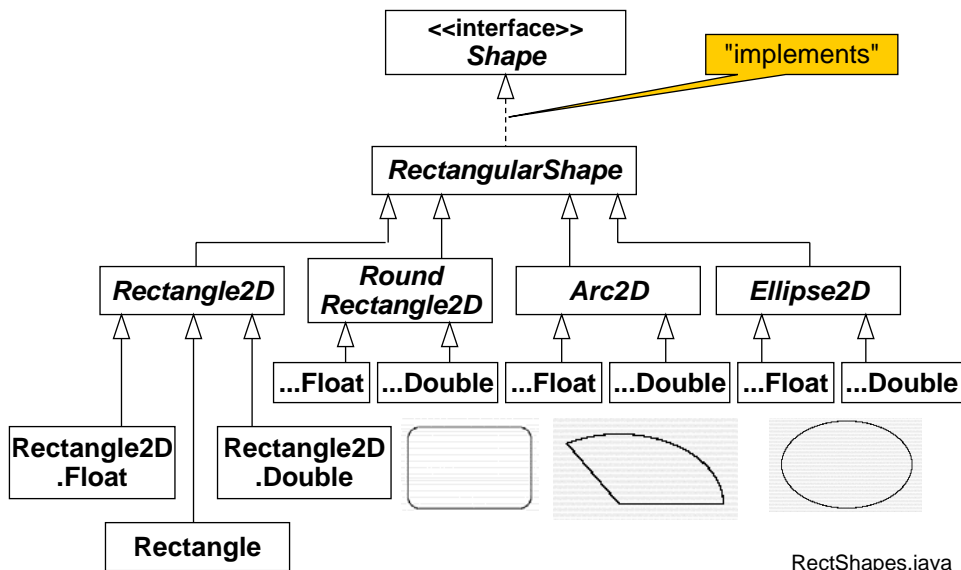 <<interface>>
Shape
"implements"
RectangularShape
Rectangle2D
Round
Rectangle2D
Arc2D
Ellipse2D
...Float
...Double
...Float
...Double
...Float
...Double
Rectangle2D
.Float
Rectangle2D
.Double
Rectangle
RectShapes.java